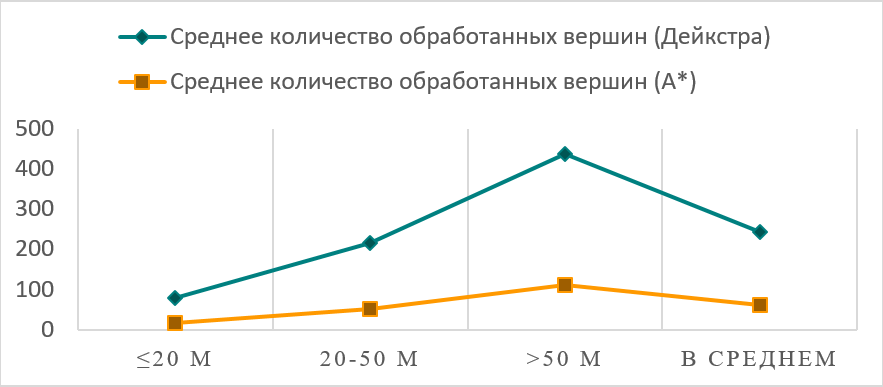 Среднее количество обработанных вершин (Дейкстра)
Среднее количество обработанных вершин (A*)
500
400
300
200
100
0
≤20 М
20-50 М
>50 М
В СРЕДНЕМ